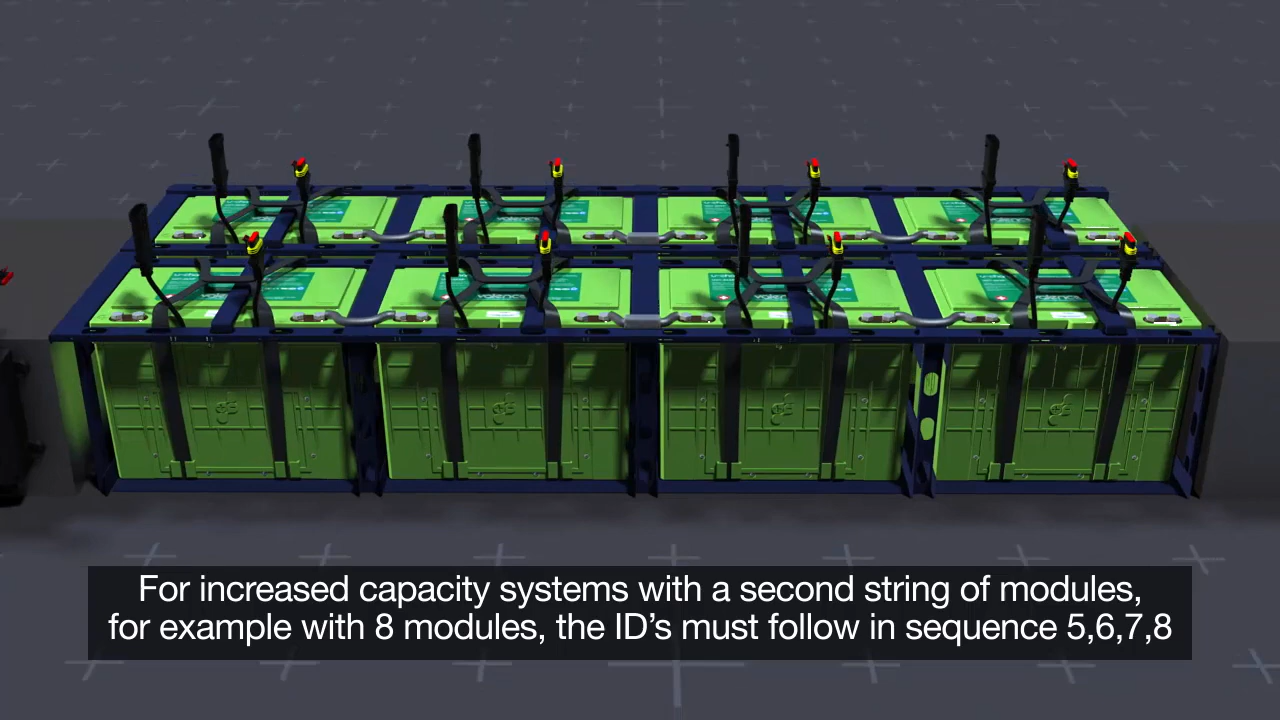 For increased capacity systems with a second string of modules,
for example with 8 modules, the ID's must follow in sequence 5,6,7,8